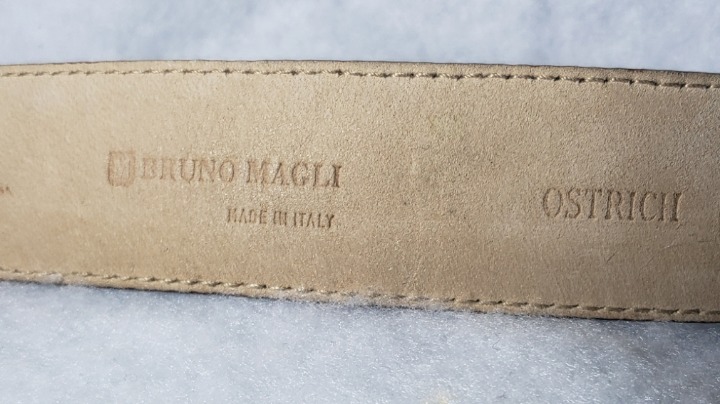 BRUNO MAGLI
MADE IN ITALY
OSTRICH